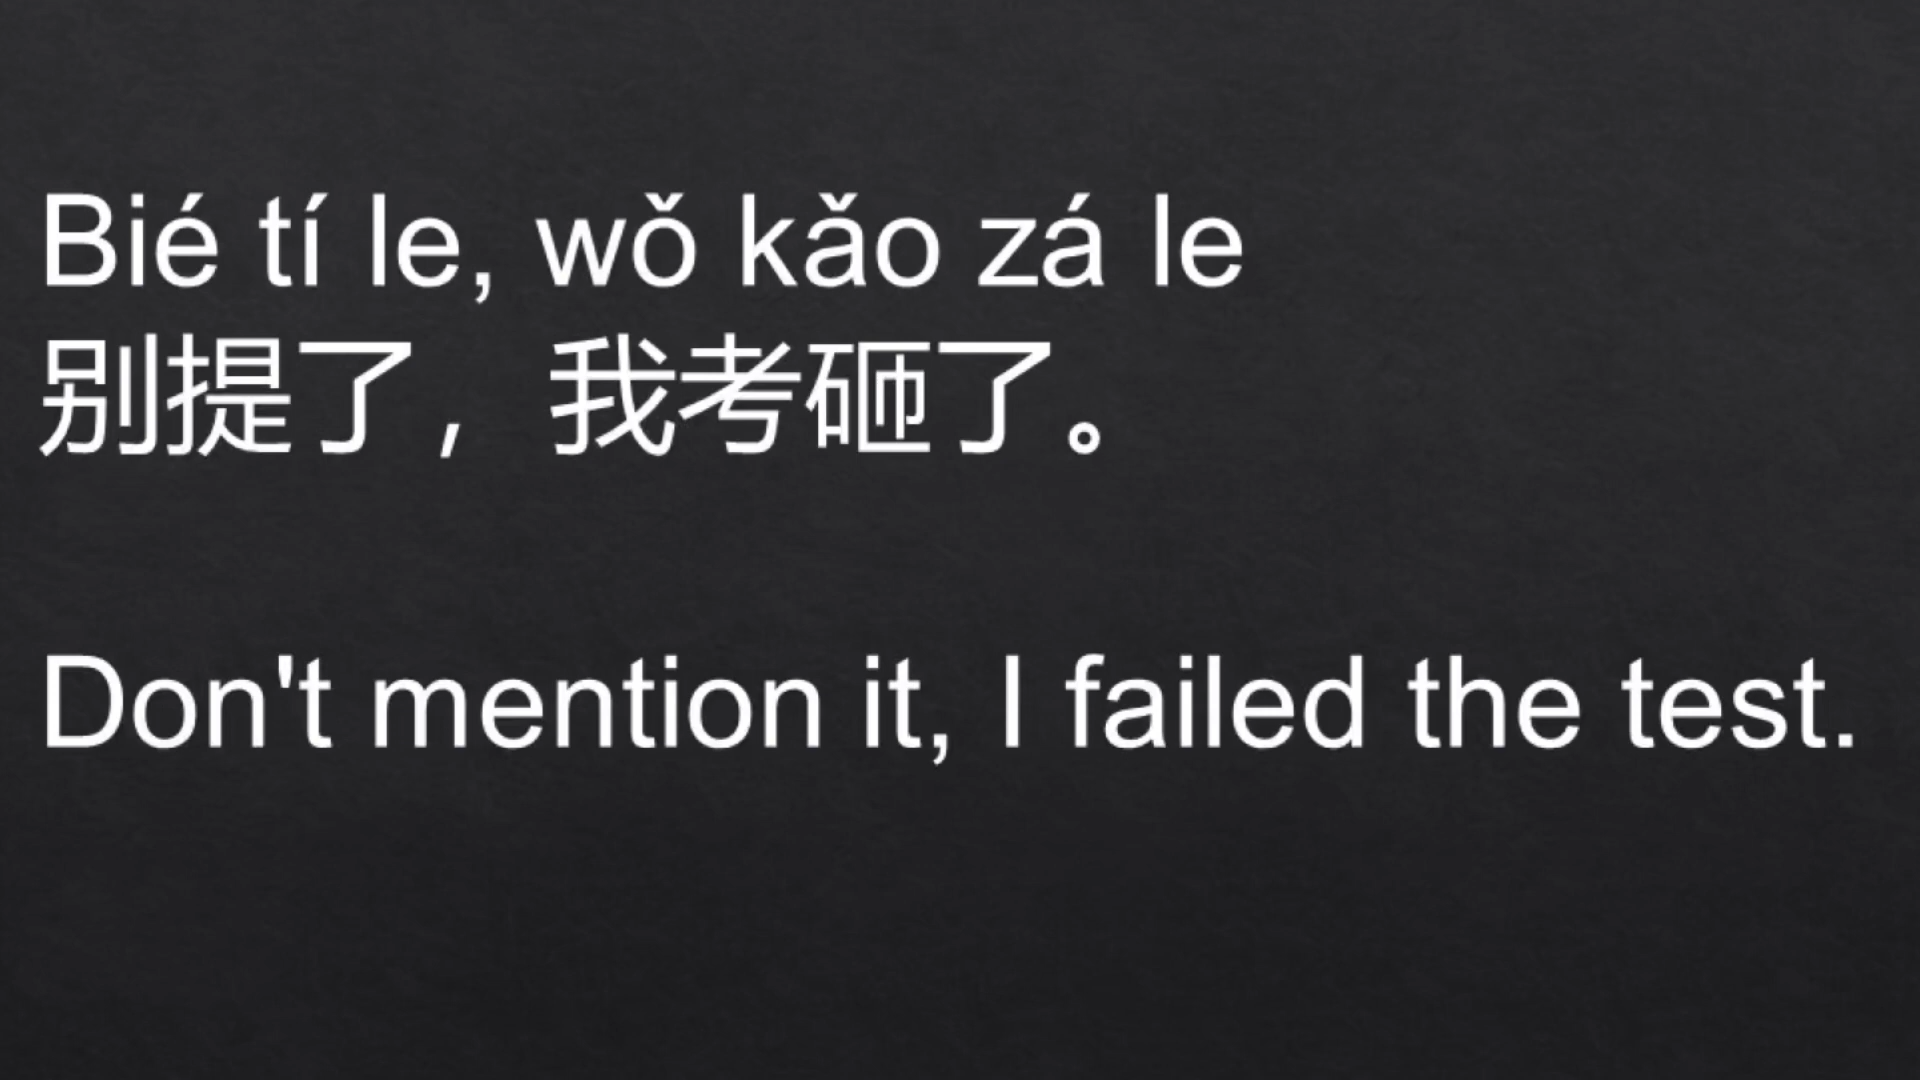 Bié tí le, wǒ kǎo zá le
别提了，我考砸了。
Don't mention it, I failed the test.